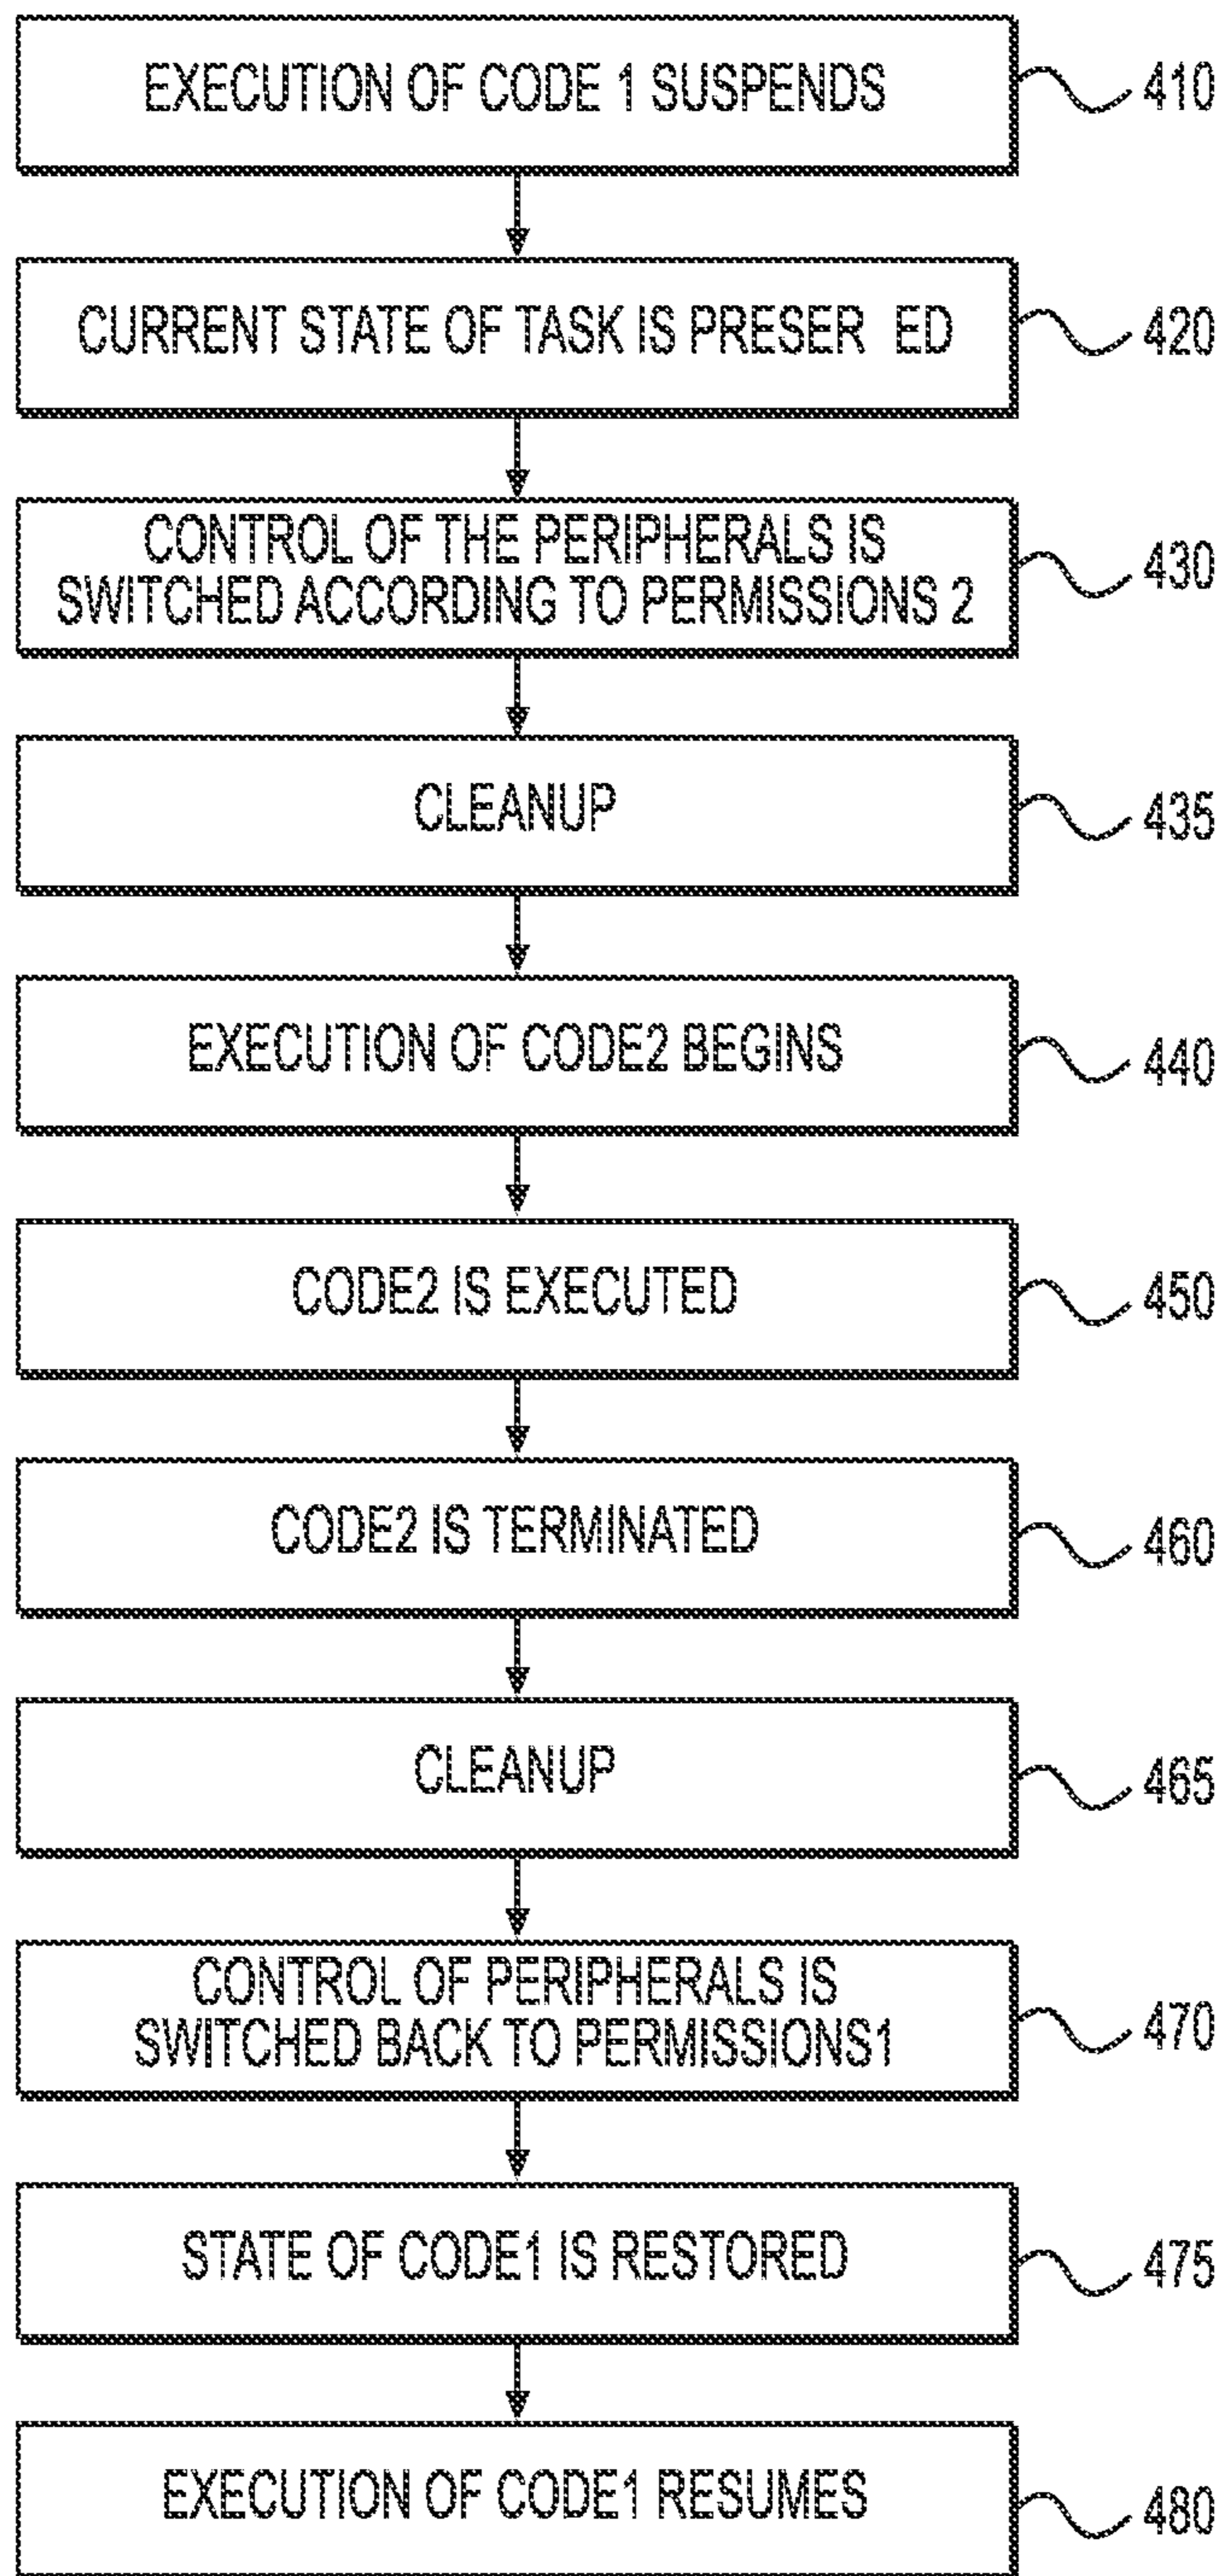 EXECUTION OF CODE 1 SUSPENDS
410
CURRENT STATE OF TASK IS PRESER ED
420
CONTROL OF THE PERIPHERALS IS
SWITCHED ACCORDING TO PERMISSIONS 2
430
CLEANUP
435
EXECUTION OF CODE2 BEGINS
440
CODE2 IS EXECUTED
450
CODE2 IS TERMINATED
460
CLEANUP
465
CONTROL OF PERIPHERALS IS
SWITCHED BACK TO PERMISSIONS1
470
STATE OF CODE1 IS RESTORED
475
EXECUTION OF CODE1 RESUMES
480